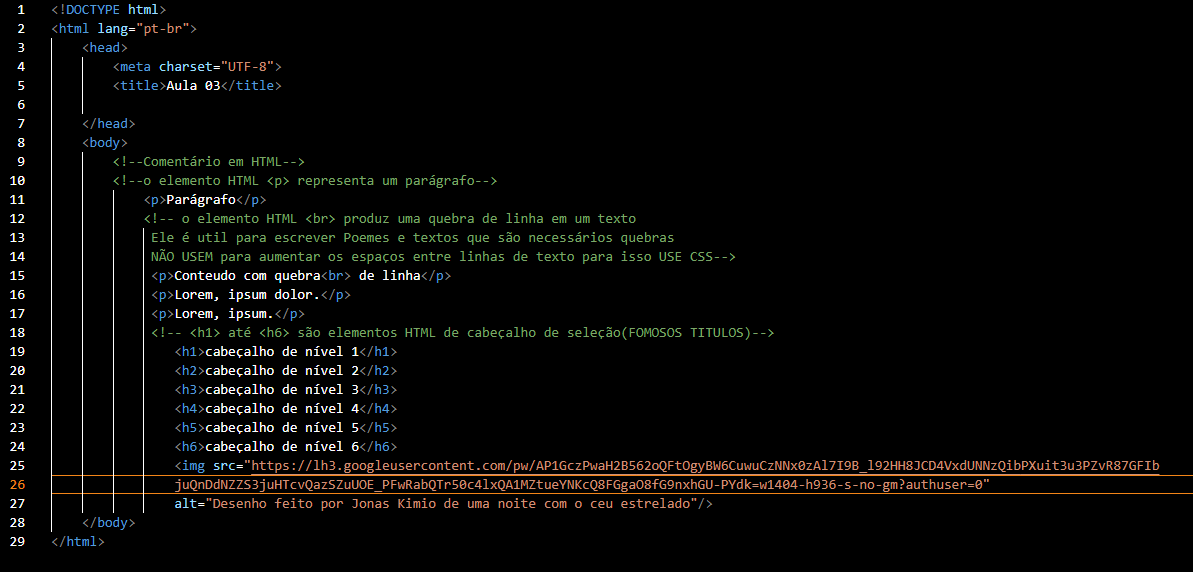 1 <!DOCTYPE html>
2 <html lang="pt-br">
3 <head>
4 <meta charset="UTF-8">
5 <title>Aula 03</title>
6
7 </head>
8 <body>
9 <!--Comentário em HTML-->
10 <!--o elemento HTML <p> representa um parágrafo-->
11 <p>Parágrafo</p>
12 <!-- o elemento HTML <br> produz uma quebra de linha em um texto
13 Ele é util para escrever Poemes e textos que são necessários quebras
14 NÃO USEM para aumentar os espaços entre linhas de texto para isso USE CSS-->
15 <p>Conteudo com quebra<br> de linha</p>
16 <p>Lorem, ipsum dolor.</p>
17 <p>Lorem, ipsum.</p>
18 <!-- <h1> até <h6> são elementos HTML de cabeçalho de seleção(FOMOSOS TITULOS)-->
19 <h1>cabeçalho de nível 1</h1>
20 <h2>cabeçalho de nível 2</h2>
21 <h3>cabeçalho de nível 3</h3>
22 <h4>cabeçalho de nível 4</h4>
23 <h5>cabeçalho de nível 5</h5>
24 <h6>cabeçalho de nível 6</h6>
25 <img src="https://lh3.googleusercontent.com/pw/AP1GczPwaH2B562oQFtOgyBW6CuwuCzNNx0zAl7I9B_l92HH8JCD4VxdUNNzQibPXuit3u3PZvR87GFIb
26 juQnDdNZZS3juHTcvQazSZuUOE_PFwRabQTr50c4lxQA1MZtueYNKcQ8FGgaO8fG9nxhGU-PYdk=w1404-h936-s-no-gm?authuser=0"
27 alt="Desenho feito por Jonas Kimio de uma noite com o ceu estrelado"/>
28 </body>
29 </html>